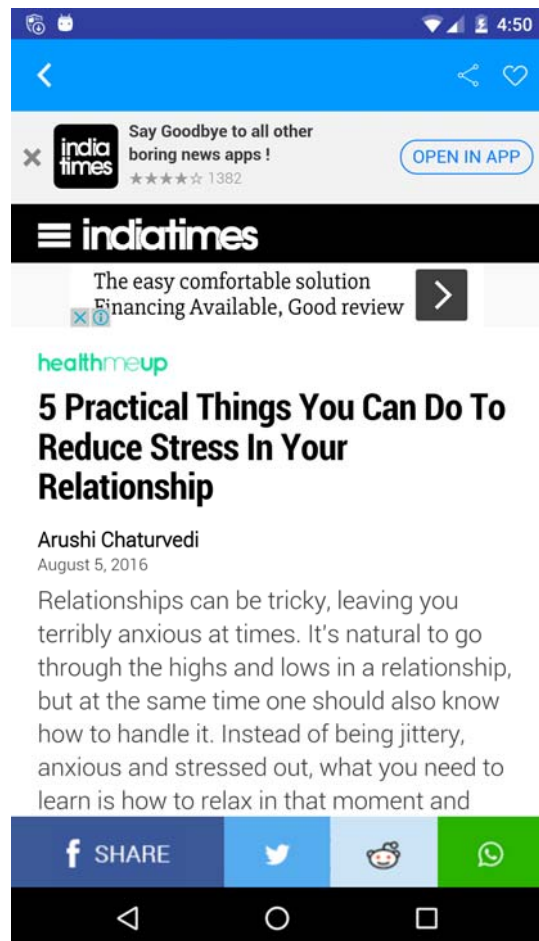 4:50
Say Goodbye to all other
india
times
boring news apps !
1382
OPEN IN APP
indiatimes
The easy comfortable solution
Financing Available, Good review
healthmeup
5 Practical Things You Can Do To
Reduce Stress In Your
Relationship
Arushi Chaturvedi
August 5, 2016
Relationships can be tricky, leaving you
terribly anxious at times. It's natural to go
through the highs and lows in a relationship,
but at the same time one should also know
how to handle it. Instead of being jittery,
anxious and stressed out, what you need to
learn is how to relax in that moment and
f SHARE